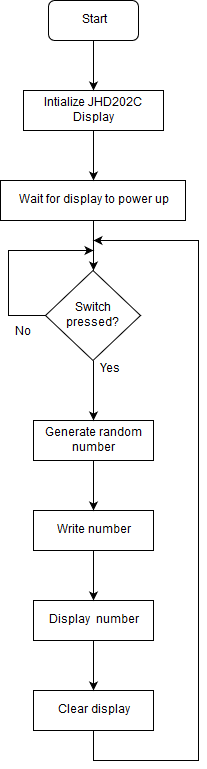 Start
Intialize JHD202C
Display
Wait for display to power up
Switch
pressed?
No
Yes
Generate random
number
Write number
Display number
Clear display